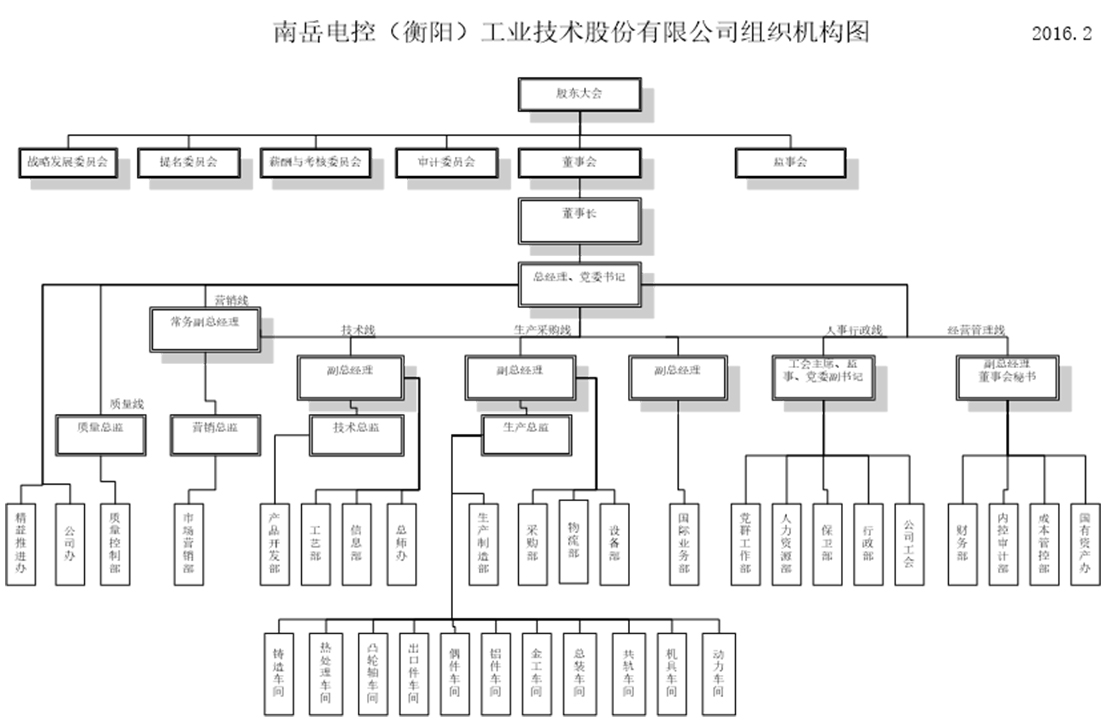 南岳电控（衡阳）工业技术股份有限公司组织机构图
2016.2
股东大会
战略发展委员会
提名委员会
薪酬与考核委员会
审计委员会
董事会
监事会
董事长
总经理、党委书记
营销线
常务副总经理
技术线
生产采购线
人事行政线
经营管理线
副总经理
副总经理
副总经理
工会主席、监
事、党委副书记
副总经理
董事会秘书
质量线
质量总监
营销总监
技术总监
生产总监
精益推进办
公司办
质量控制部
市场营销部
产品开发部
工艺部
信息部
总师办
生产制造部
采购部
物流部
设备部
国际业务部
党群工作部
人力资源部
保卫部
行政部
公司工会
财务部
内控审计部
成本管控部
国有资产办
铸造车间
热处理车间
凸轮轴车间
出口件车间
偶件车间
铝件车间
金工车间
总装车间
共轨车间
机具车间
动力车间